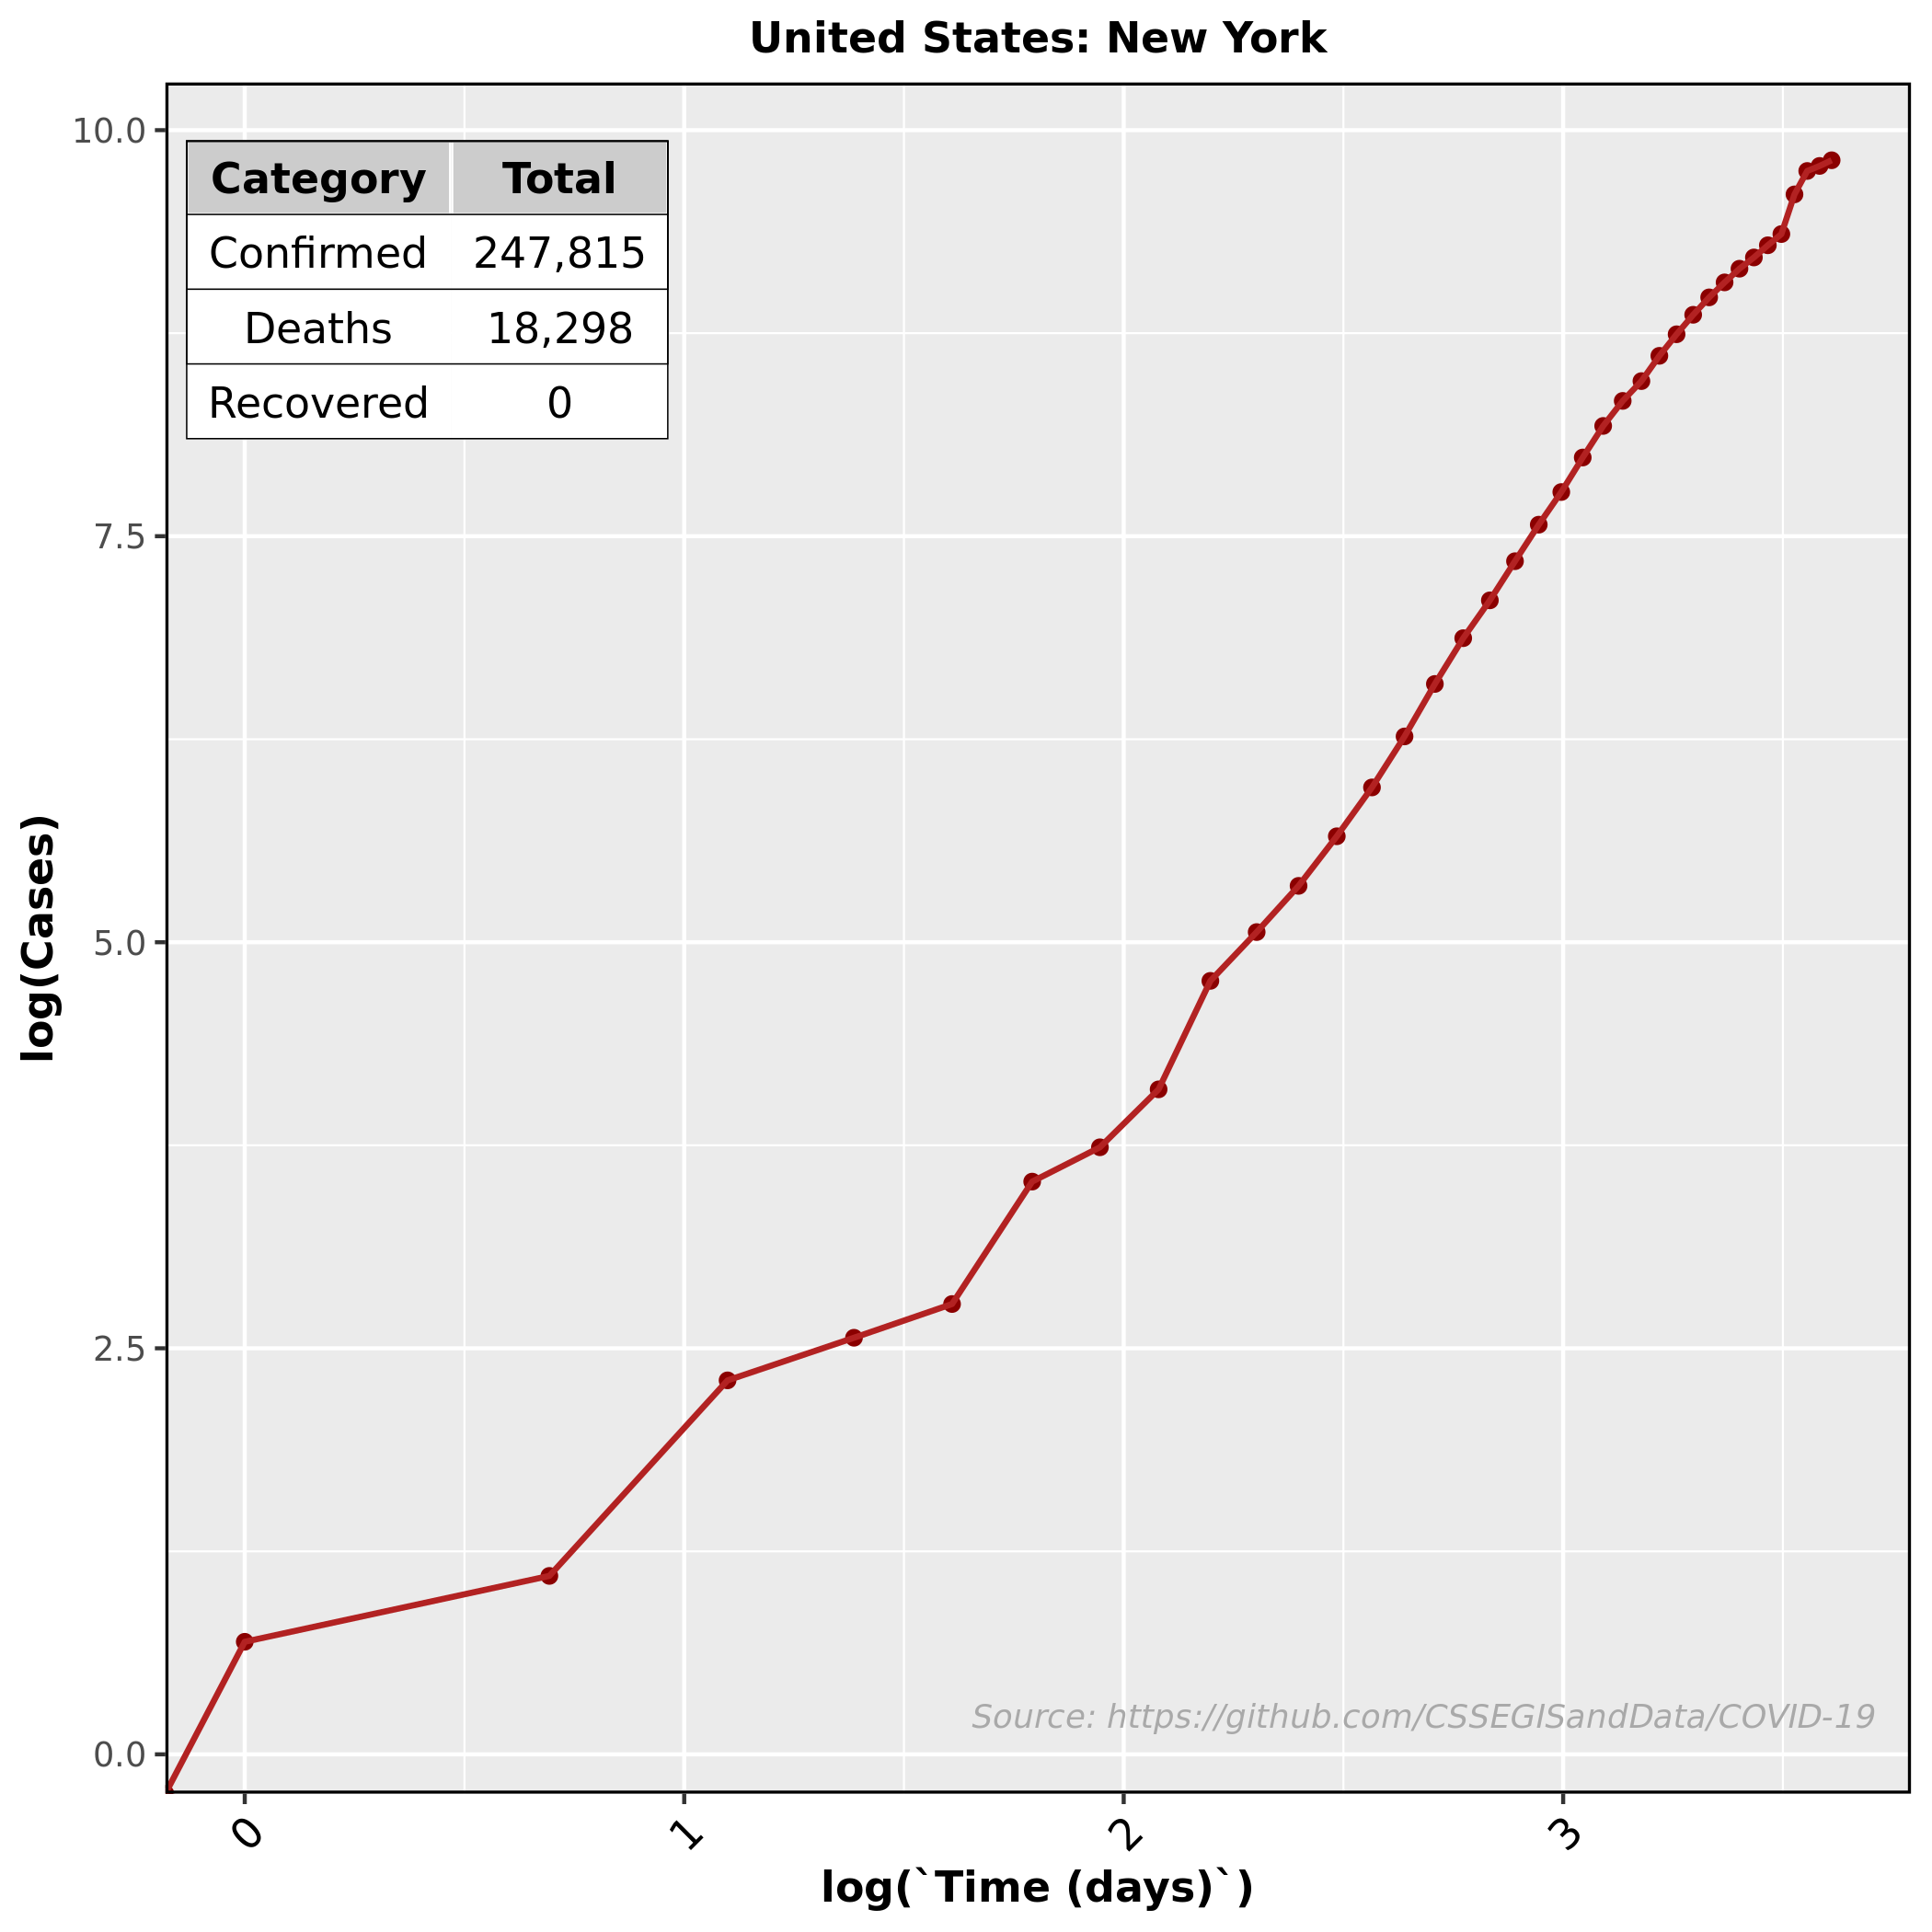 United States: New York
10.0
7.5
5.0
2.5
0.0
Category Total
Confirmed 247,815
Deaths 18,298
Recovered 0
log(Cases)
Source: https://github.com/CSSEGISandData/COVID-19
0 1 2 3
log(`Time (days)`)